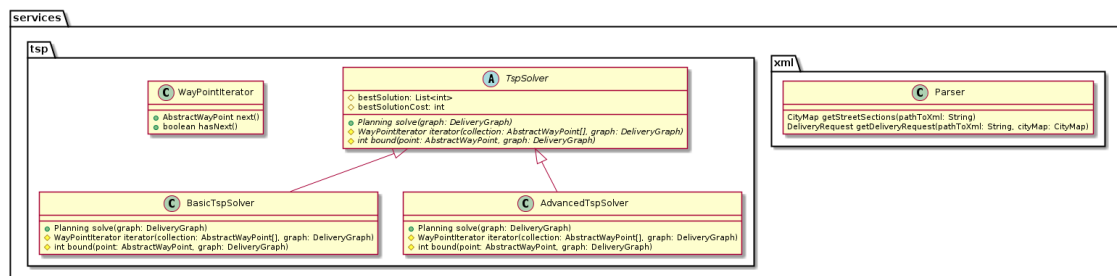 services
tsp
C WayPointIterator
AbstractWayPoint next()
boolean hasNext()
A TspSolver
bestSolution: List<int>
bestSolutionCost: int
Planning solve(graph: DeliveryGraph)
WayPointIterator iterator(collection: AbstractWayPoint[], graph: DeliveryGraph)
int bound(point: AbstractWayPoint, graph: DeliveryGraph)
C BasicTspSolver
Planning solve(graph: DeliveryGraph)
WayPointIterator iterator(collection: AbstractWayPoint[], graph: DeliveryGraph)
int bound(point: AbstractWayPoint, graph: DeliveryGraph)
C AdvancedTspSolver
Planning solve(graph: DeliveryGraph)
WayPointIterator iterator(collection: AbstractWayPoint[], graph: DeliveryGraph)
int bound(point: AbstractWayPoint, graph: DeliveryGraph)
xml
C Parser
CityMap getStreetSections(pathToXml: String)
DeliveryRequest getDeliveryRequest(pathToXml: String, cityMap: CityMap)